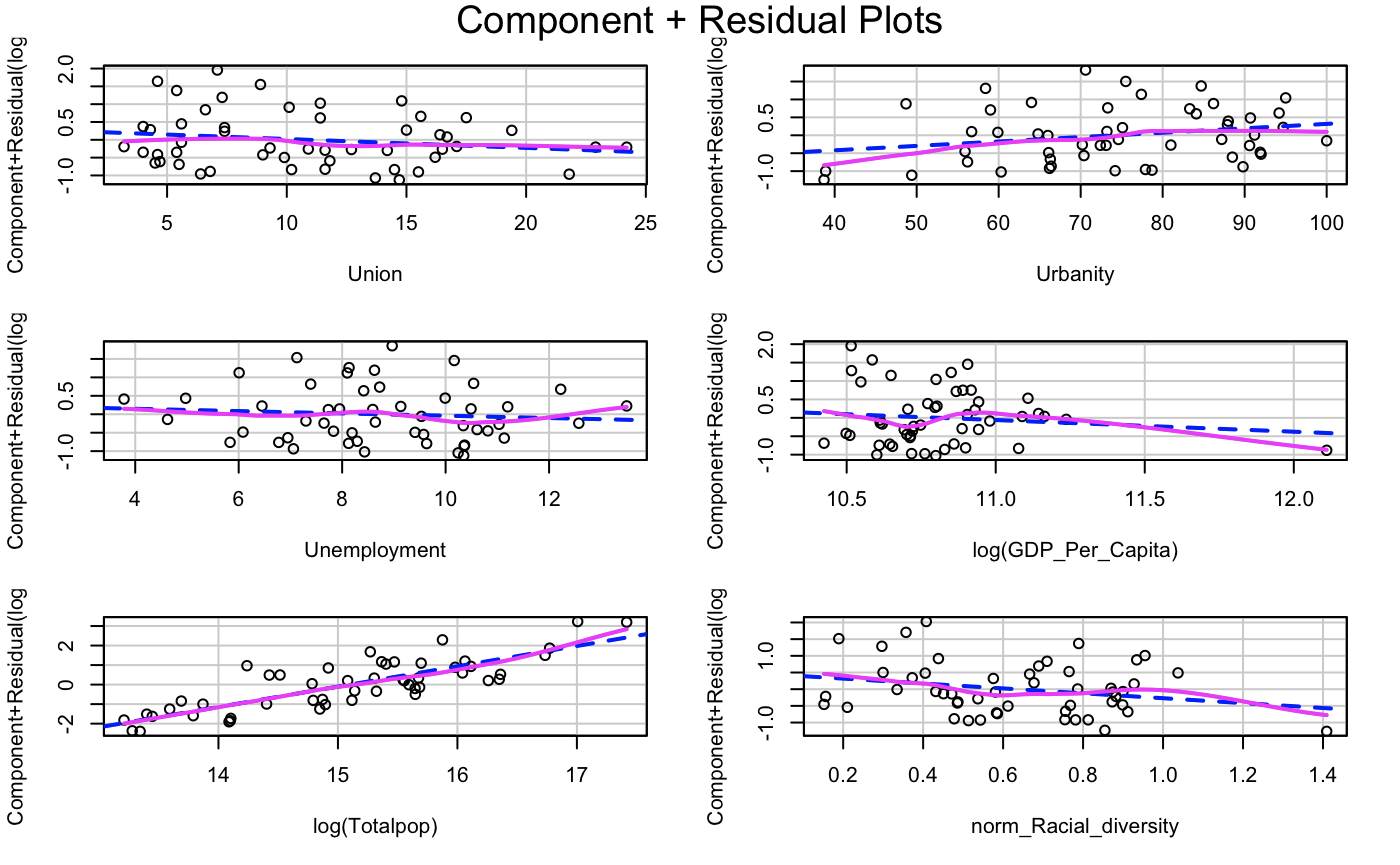 Component + Residual Plots
Component+Residual(log
-1.0 0.5 2.0
5 10 15 20 25
Union
Component+Residual(log
-1.0 0.5
40 50 60 70 80 90 100
Urbanity
Component+Residual(log
-1.0 0.5
4 6 8 10 12
Unemployment
Component+Residual(log
-1.0 0.5 2.0
10.5 11.0 11.5 12.0
log(GDP_Per_Capita)
Component+Residual(log
-2 0 2
14 15 16 17
log(Totalpop)
Component+Residual(log
-1.0 1.0
0.2 0.4 0.6 0.8 1.0 1.2 1.4
norm_Racial_diversity